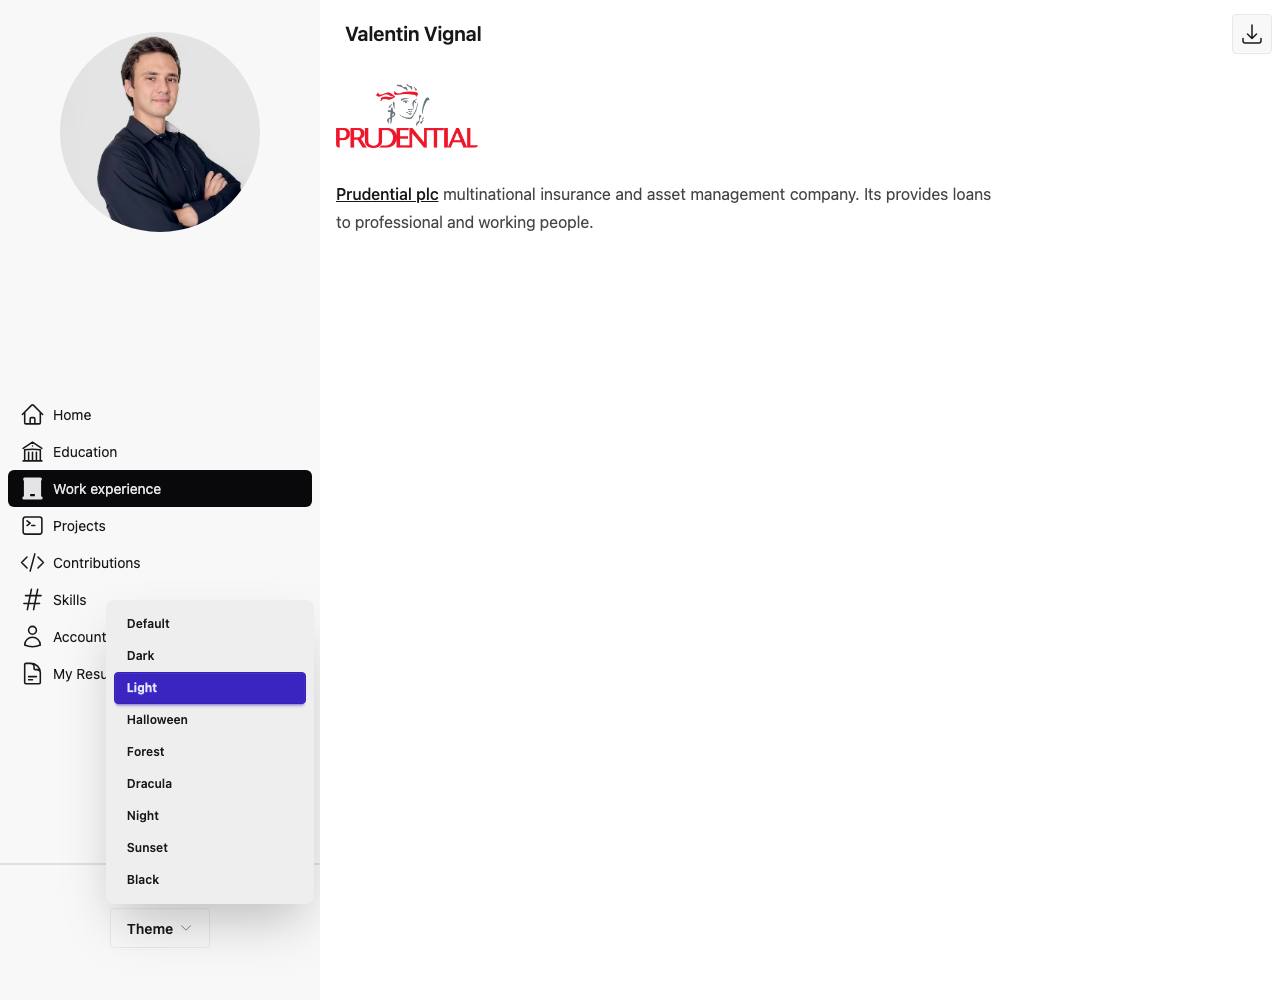 Valentin Vignal
PRUDENTIAL
Prudential plc multinational insurance and asset management company. Its provides loans
to professional and working people.
Home
Education
Work experience
Projects
Contributions
Skills
Account
My Resu
Default
Dark
Light
Halloween
Forest
Dracula
Night
Sunset
Black
Theme